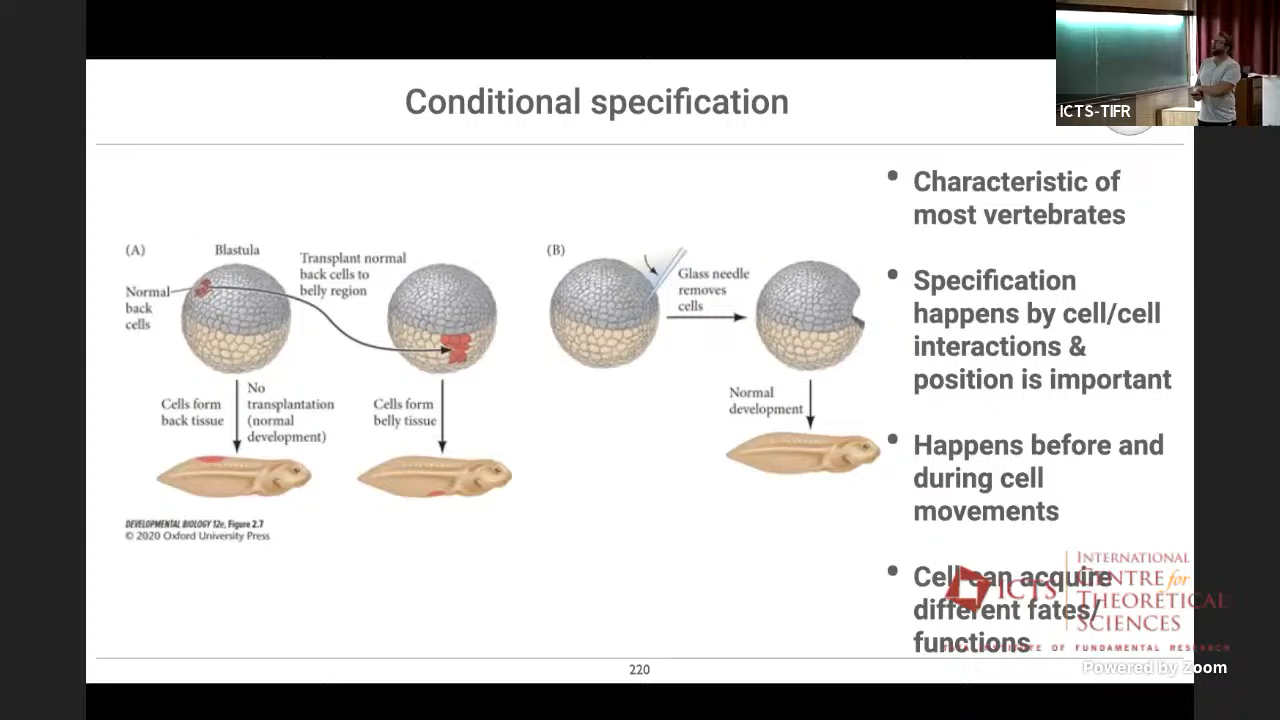 Conditional specification
ICTS-TIFR
(A)
Blastula
Normal
back
cells
Transplant normal
back cells to
belly region
Cells form
back tissue
No
transplantation
(normal
development)
Cells form
belly tissue
(B)
Glass needle
removes
cells
Normal
development
DEVELOPMENTAL BIOLOGY 12e, Figure 2.7
© 2020 Oxford University Press
• Characteristic of
most vertebrates
• Specification
happens by cell/cell
interactions &
position is important
• Happens before and
during cell
movements
• Cell can acquire
different fates/
functions
ICTS
INTERNATIONAL
CENTRE for
THEORETICAL
SCIENCES
INSTITUTE OF FUNDAMENTAL RESEARCH
Powered by Zoom
220